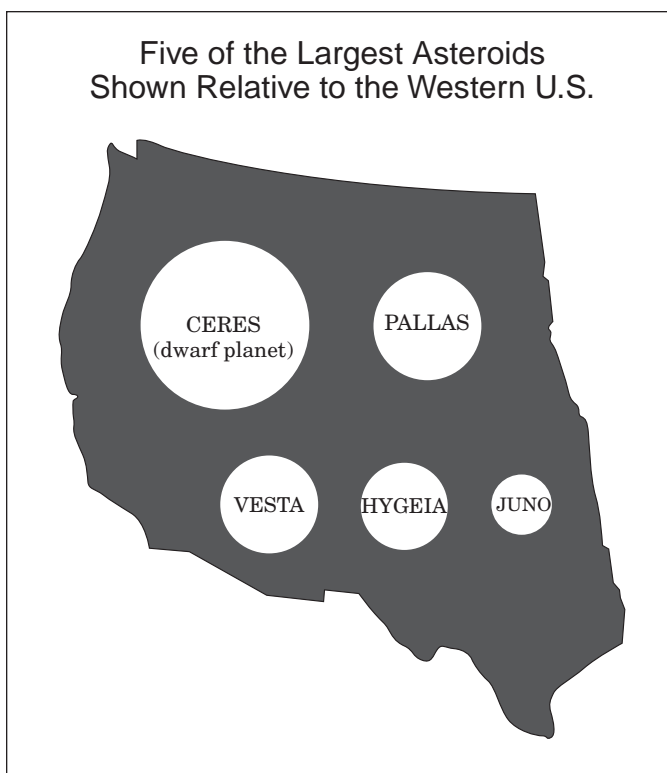 Five of the Largest Asteroids
Shown Relative to the Western U.S.
CERES
(dwarf planet)
PALLAS
VESTA
HYGEIA
JUNO